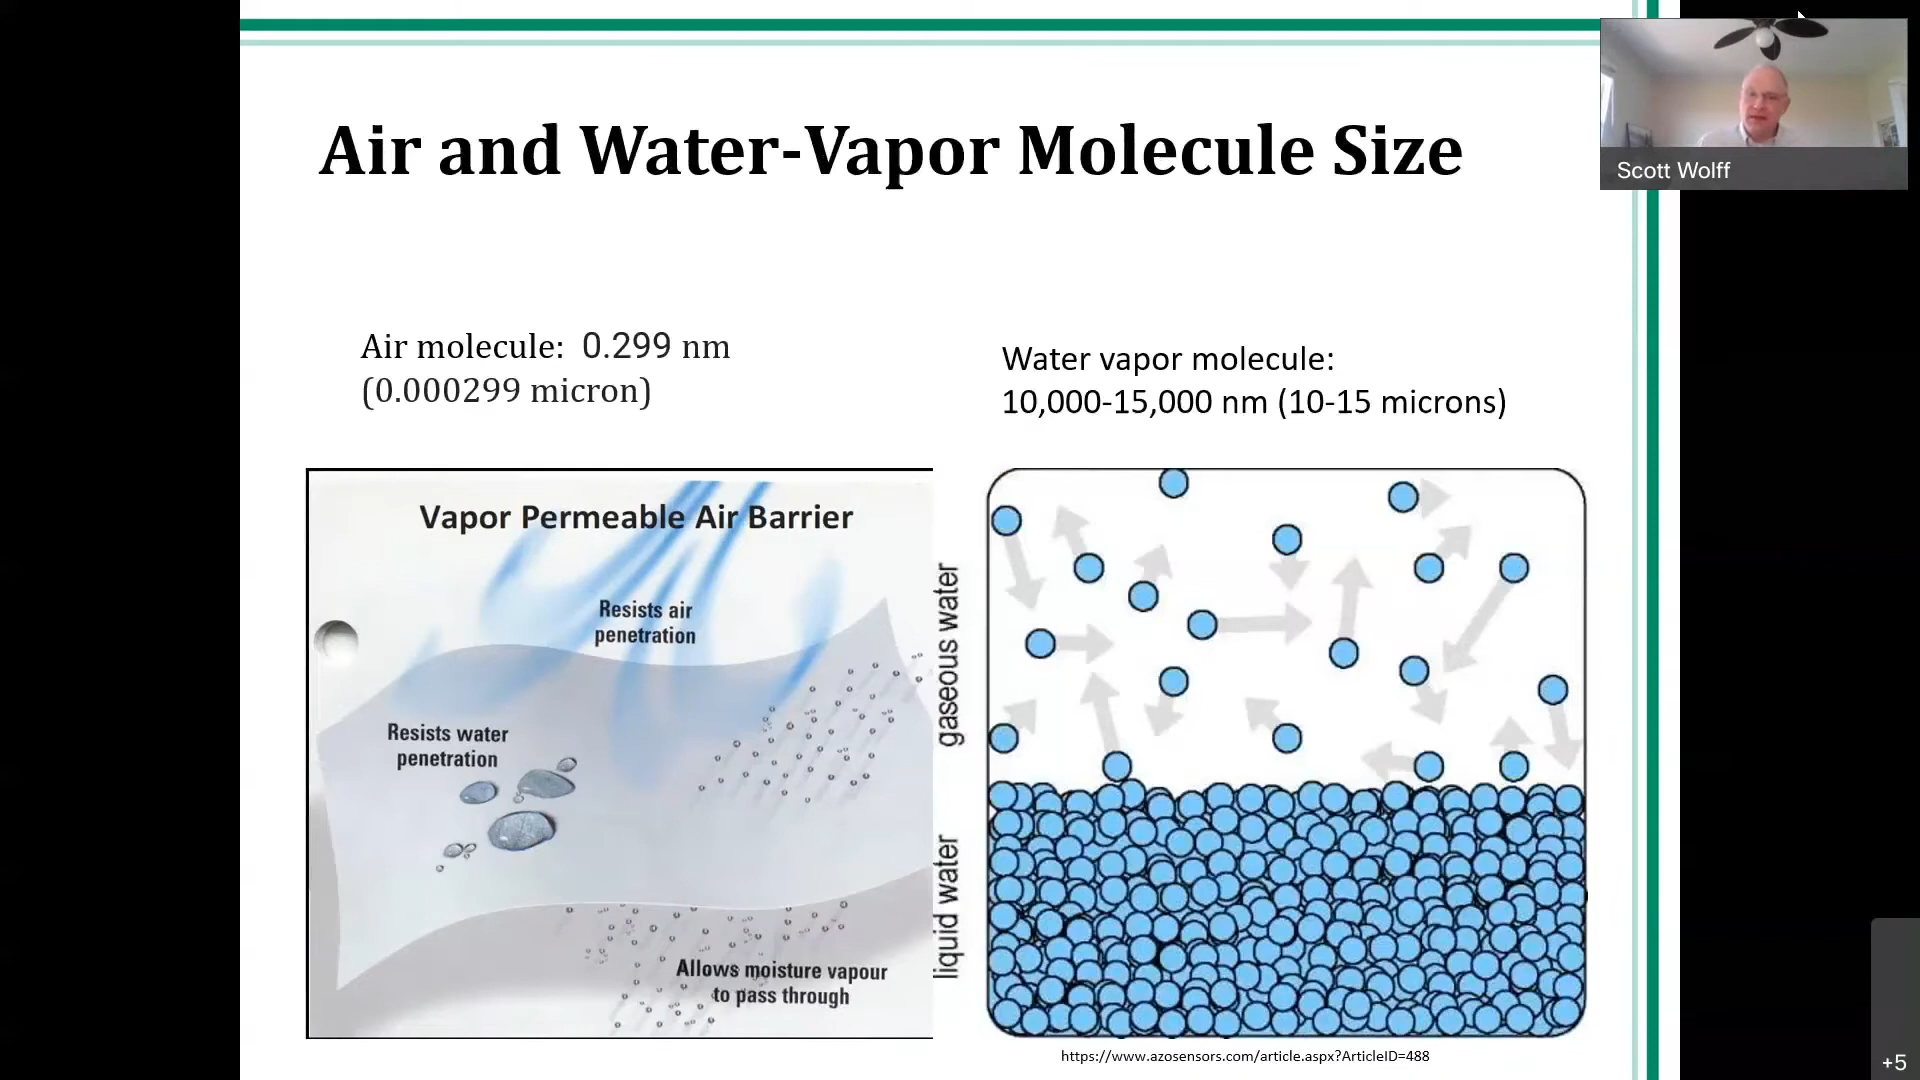 Air and Water-Vapor Molecule Size
Scott Wolff
Air molecule: 0.299 nm
(0.000299 micron)
Water vapor molecule:
10,000-15,000 nm (10-15 microns)
Vapor Permeable Air Barrier
Resists air
penetration
Resists water
penetration
Allows moisture vapour
to pass through
gaseous water
liquid water
https://www.azosensors.com/article.aspx?ArticleID=488
+5